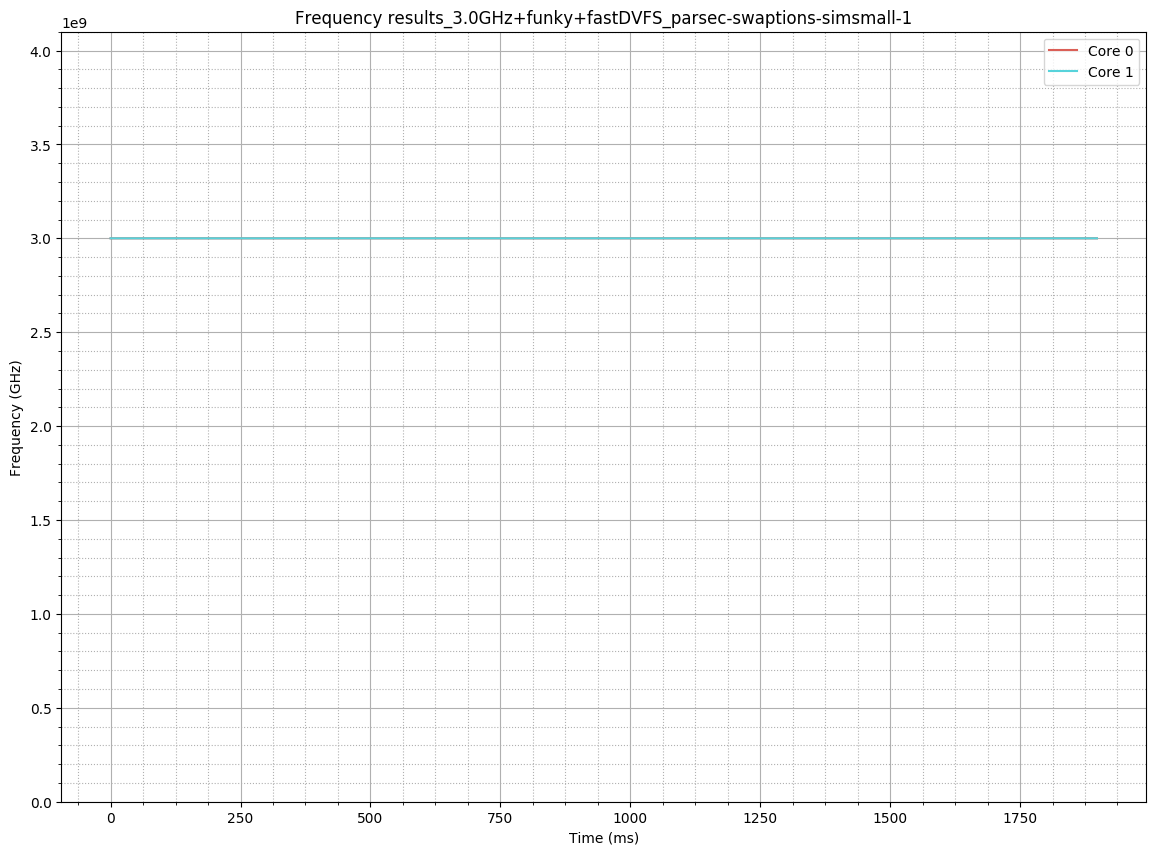 Frequency results_3.0GHz+funky+fastDVFS_parsec-swaptions-simsmall-1
1e9
Core 0
Core 1
4.0
3.5
3.0
2.5
2.0
1.5
1.0
0.5
0.0
Frequency (GHz)
0 250 500 750 1000 1250 1500 1750
Time (ms)